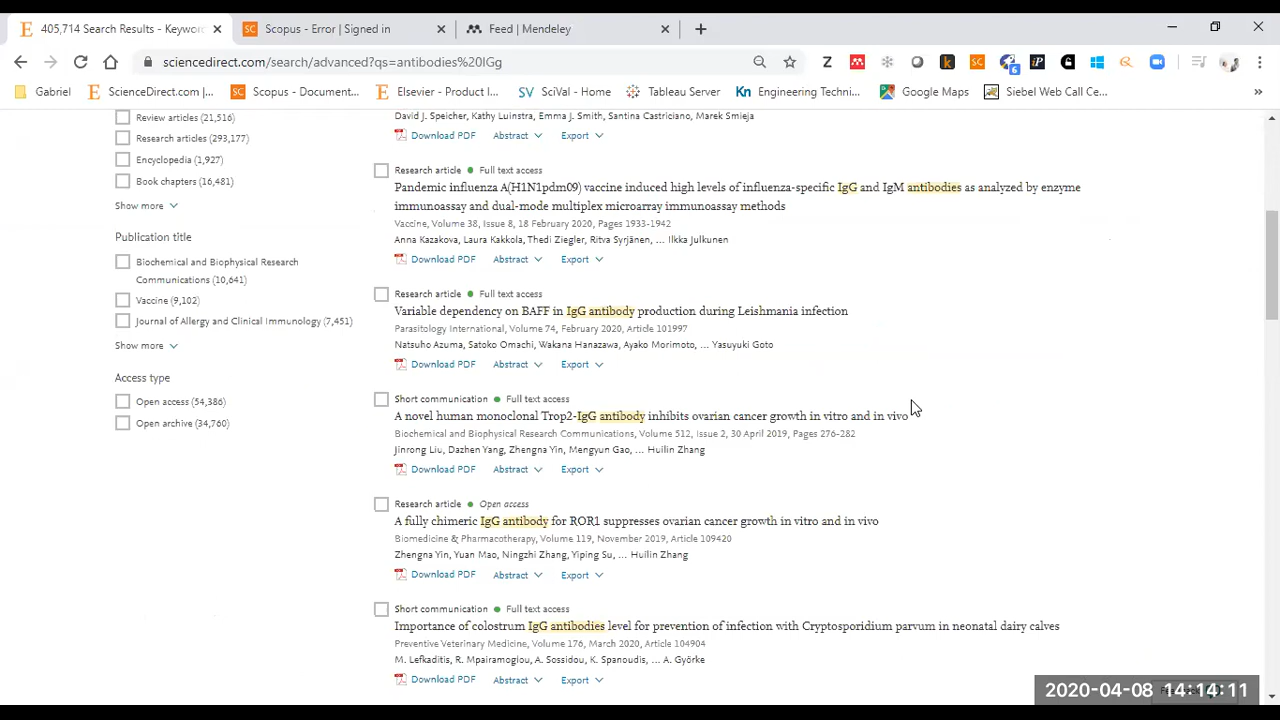 405,714 Search Results - Keywor
Scopus - Error | Signed in
Feed | Mendeley
sciencedirect.com/search/advanced?qs=antibodies%20IGg
Gabriel
ScienceDirect.com |...
Scopus - Document...
Elsevier - Product I...
SciVal - Home
Tableau Server
Engineering Techni...
Google Maps
Siebel Web Call Ce...
Review articles (21,516)
Research articles (293,177)
Encyclopedia (1,927)
Book chapters (16,481)
Show more
Publication title
Biochemical and Biophysical Research
Communications (10,641)
Vaccine (9,102)
Journal of Allergy and Clinical Immunology (7,451)
Show more
Access type
Open access (54,386)
Open archive (34,760)
David J. Speicher, Kathy Luinstra, Emma J. Smith, Santina Castriciano, Marek Smieja
Download PDF Abstract Export
Research article Full text access
Pandemic influenza A(H1N1pdm09) vaccine induced high levels of influenza-specific IgG and IgM antibodies as analyzed by enzyme
immunoassay and dual-mode multiplex microarray immunoassay methods
Vaccine, Volume 38, Issue 8, 18 February 2020, Pages 1933-1942
Anna Kazakova, Laura Kakkola, Thedi Ziegler, Ritva Syrjänen, ... Ilkka Julkunen
Download PDF Abstract Export
Research article Full text access
Variable dependency on BAFF in IgG antibody production during Leishmania infection
Parasitology International, Volume 74, February 2020, Article 101997
Natsuho Azuma, Satoko Omachi, Wakana Hanazawa, Ayako Morimoto, ... Yasuyuki Goto
Download PDF Abstract Export
Short communication Full text access
A novel human monoclonal Trop2-IgG antibody inhibits ovarian cancer growth in vitro and in vivo
Biochemical and Biophysical Research Communications, Volume 512, Issue 2, 30 April 2019, Pages 276-282
Jinrong Liu, Dazhen Yang, Zhengna Yin, Mengyun Gao, ... Huilin Zhang
Download PDF Abstract Export
Research article Open access
A fully chimeric IgG antibody for ROR1 suppresses ovarian cancer growth in vitro and in vivo
Biomedicine & Pharmacotherapy, Volume 119, November 2019, Article 109420
Zhengna Yin, Yuan Mao, Ningzhi Zhang, Yiping Su, ... Huilin Zhang
Download PDF Abstract Export
Short communication Full text access
Importance of colostrum IgG antibodies level for prevention of infection with Cryptosporidium parvum in neonatal dairy calves
Preventive Veterinary Medicine, Volume 176, March 2020, Article 104904
M. Lefkaditis, R. Mpairamoglou, A. Sossidou, K. Spanoudis, ... A. Györke
Download PDF Abstract Export
2020-04-08 14:14:11